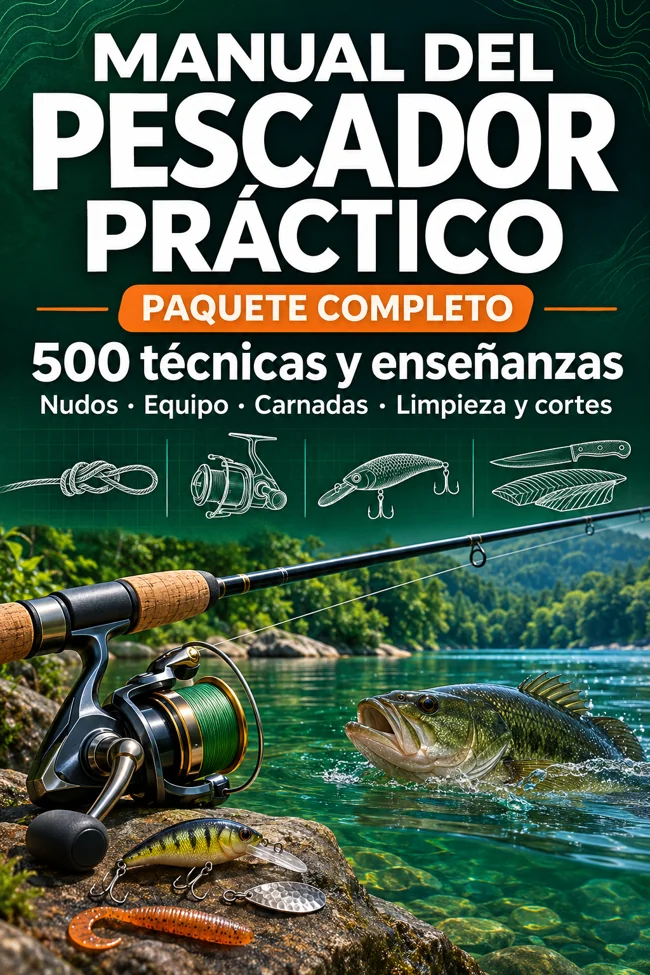 MANUAL DEL
PESCADOR
PRÁCTICO
PAQUETE COMPLETO
500 técnicas y enseñanzas
Nudos • Equipo • Carnadas • Limpieza y cortes